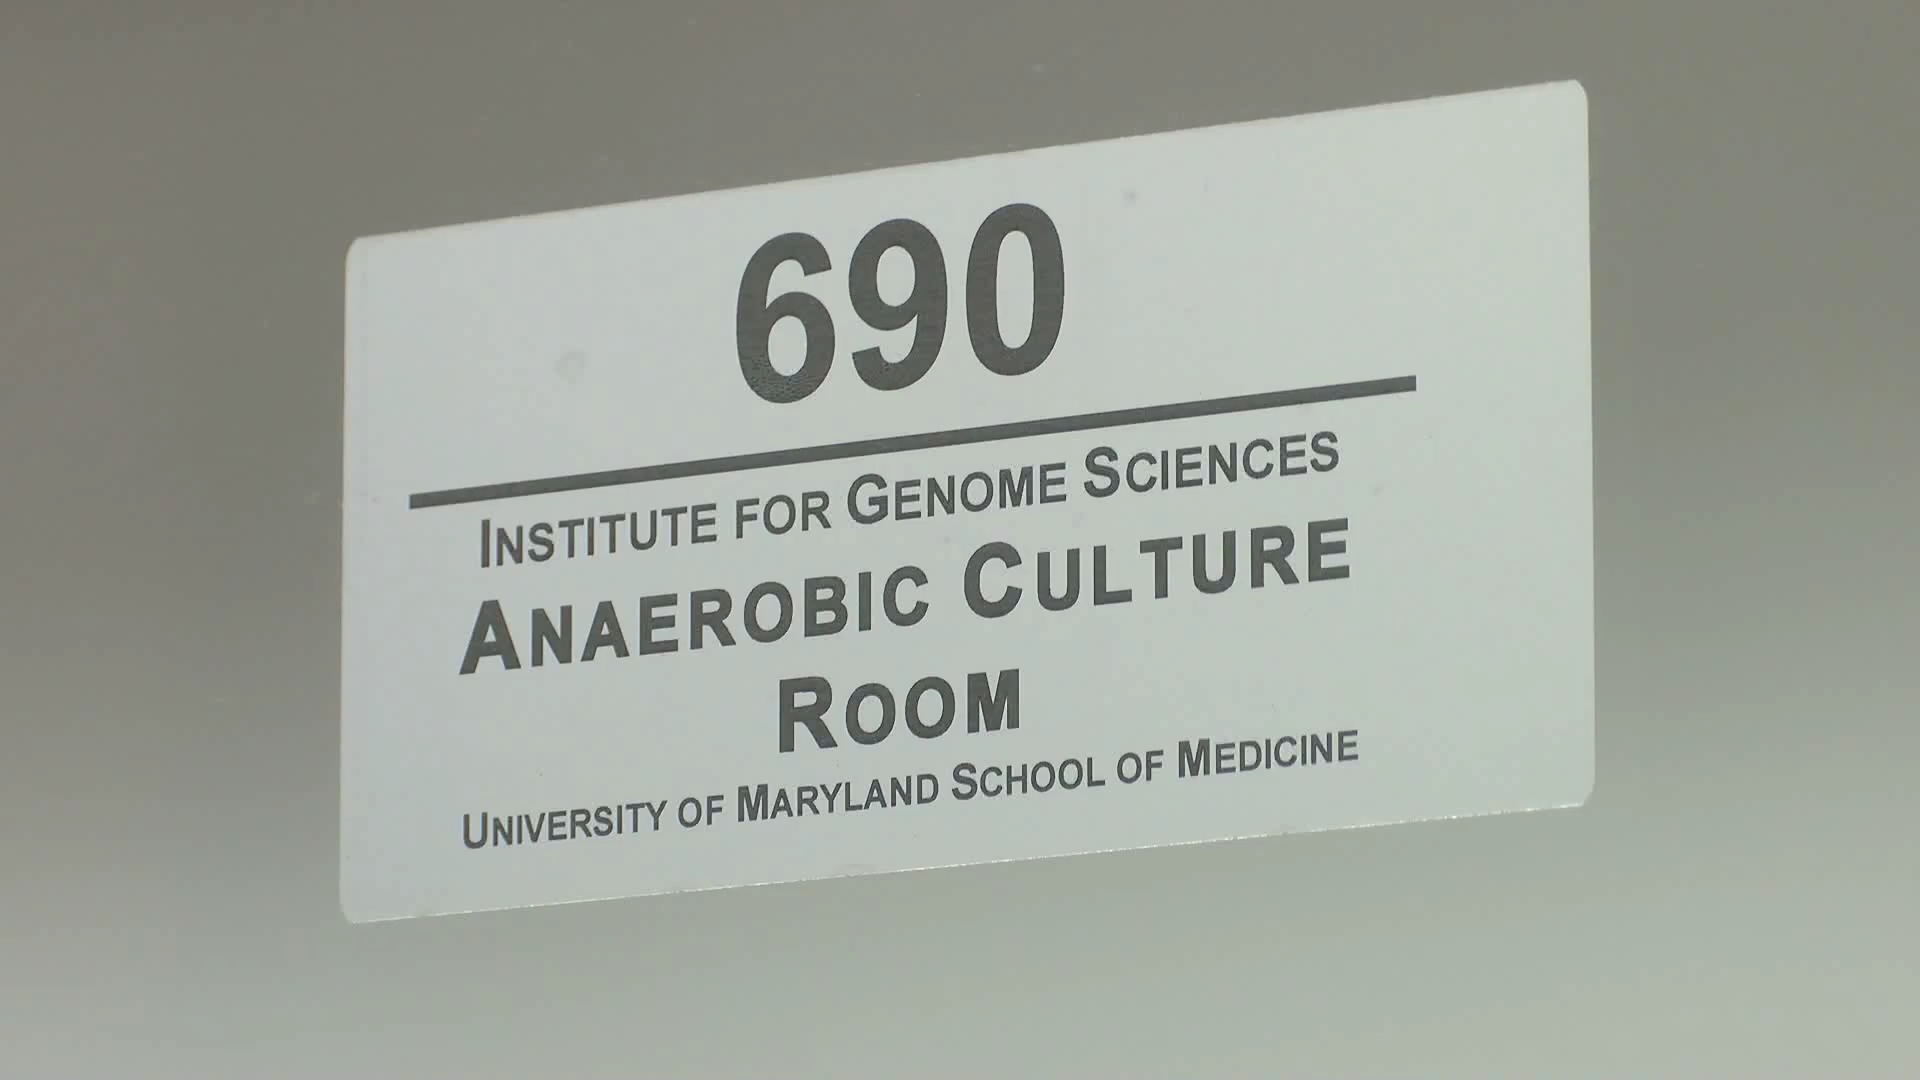 690
INSTITUTE FOR GENOME SCIENCES
ANAEROBIC CULTURE
ROOM
UNIVERSITY OF MARYLAND SCHOOL OF MEDICINE